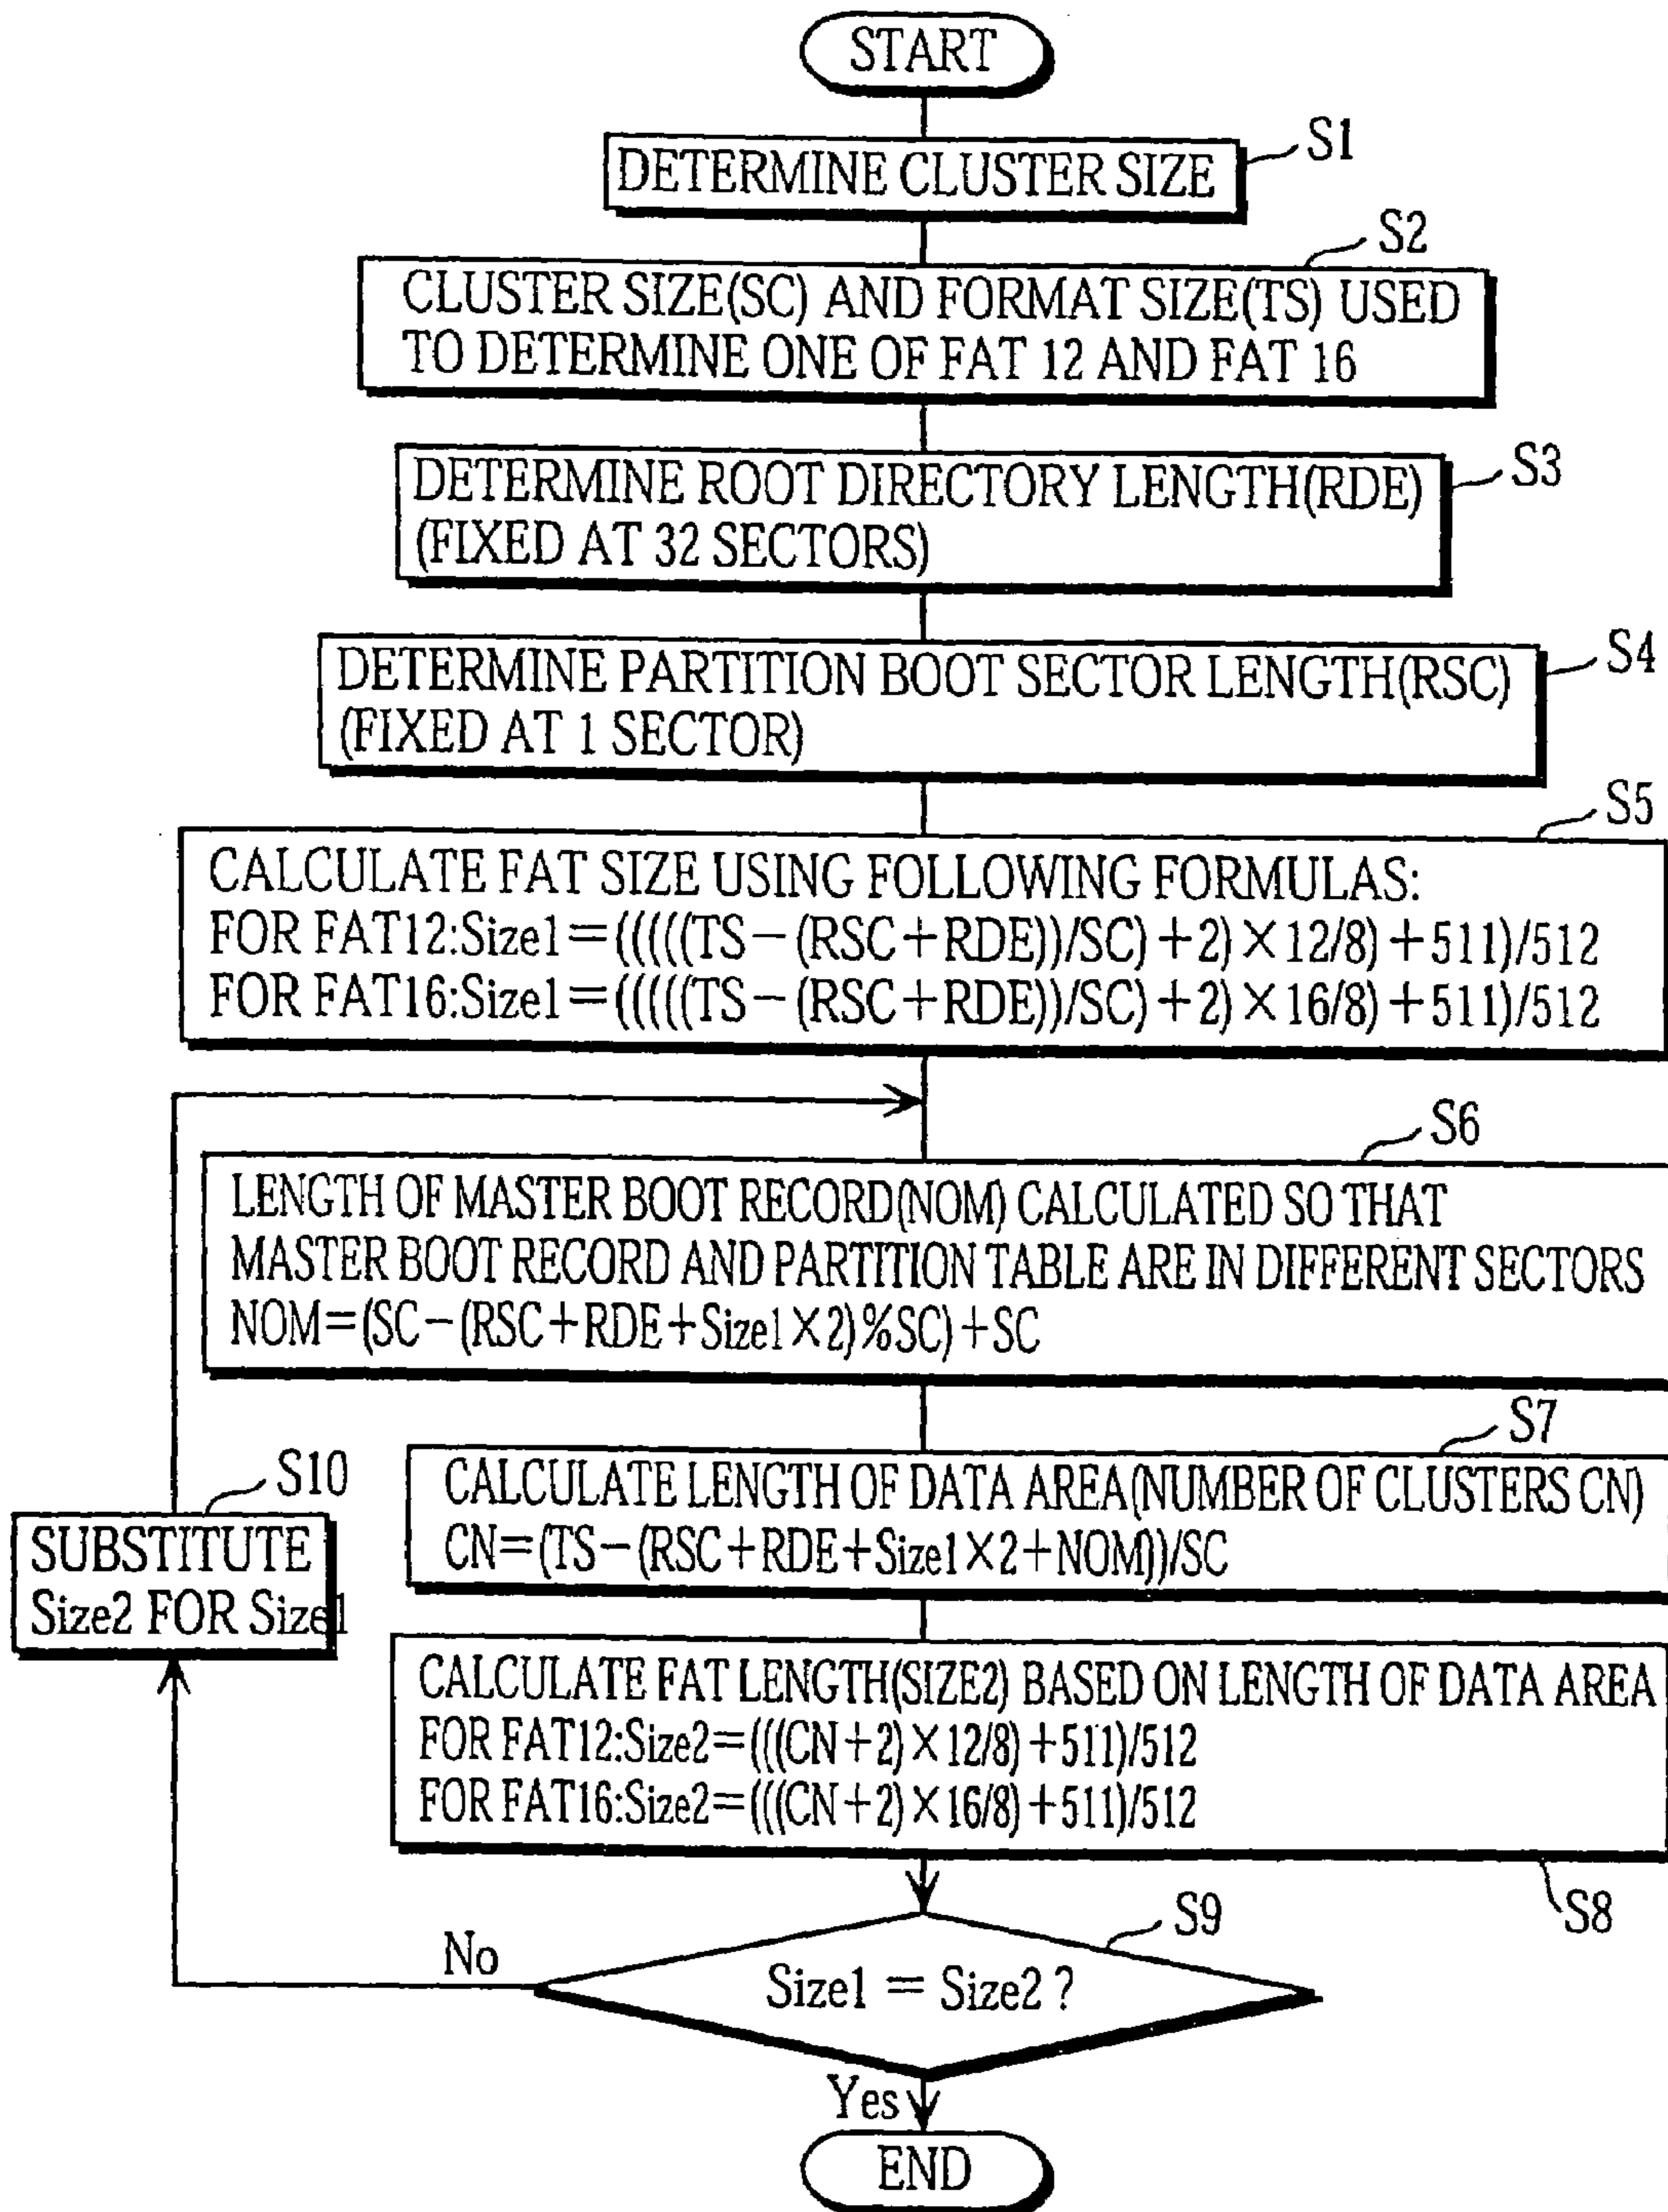 START
S1
DETERMINE CLUSTER SIZE
S2
CLUSTER SIZE(SC) AND FORMAT SIZE(TS) USED
TO DETERMINE ONE OF FAT 12 AND FAT 16
S3
DETERMINE ROOT DIRECTORY LENGTH(RDE)
(FIXED AT 32 SECTORS)
S4
DETERMINE PARTITION BOOT SECTOR LENGTH(RSC)
(FIXED AT 1 SECTOR)
S5
CALCULATE FAT SIZE USING FOLLOWING FORMULAS:
FOR FAT12:Size1=(((((TS-(RSC+RDE))/SC)+2)×12/8)+511)/512
FOR FAT16:Size1=(((((TS-(RSC+RDE))/SC)+2)×16/8)+511)/512
S6
LENGTH OF MASTER BOOT RECORD(NOM) CALCULATED SO THAT
MASTER BOOT RECORD AND PARTITION TABLE ARE IN DIFFERENT SECTORS
NOM=(SC-(RSC+RDE+Size1×2)%SC)+SC
S7
CALCULATE LENGTH OF DATA AREA(NUMBER OF CLUSTERS CN)
CN=(TS-(RSC+RDE+Size1×2+NOM))/SC
S10
SUBSTITUTE
Size2 FOR Size1
CALCULATE FAT LENGTH(SIZE2) BASED ON LENGTH OF DATA AREA
FOR FAT12:Size2=(((CN+2)×12/8)+511)/512
FOR FAT16:Size2=(((CN+2)×16/8)+511)/512
S8
S9
No
Size1 = Size2 ?
Yes
END